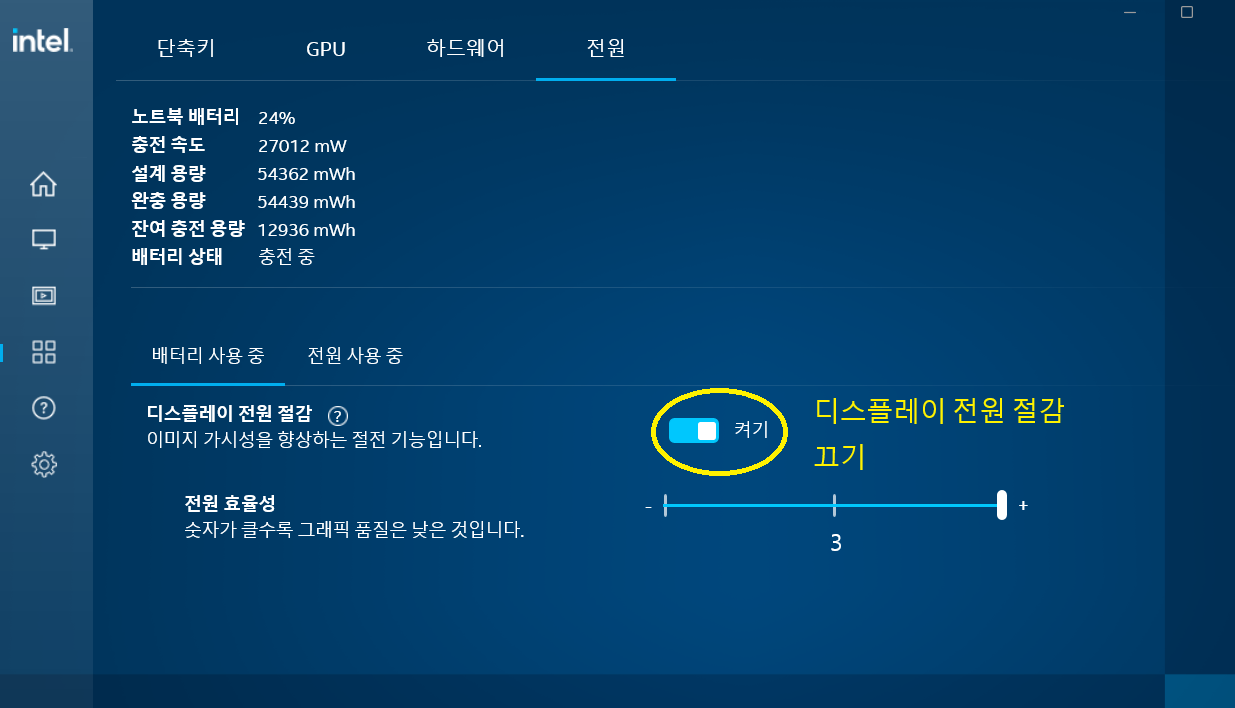 intel.
단축키 GPU 하드웨어 전원
노트북 배터리 24%
충전 속도 27012 mW
설계 용량 54362 mWh
완충 용량 54439 mWh
잔여 충전 용량 12936 mWh
배터리 상태 충전 중
배터리 사용 중 전원 사용 중
디스플레이 전원 절감 ?
이미지 가시성을 향상하는 절전 기능입니다.
켜기
디스플레이 전원 절감
끄기
전원 효율성
숫자가 클수록 그래픽 품질은 낮은 것입니다.
- +
3